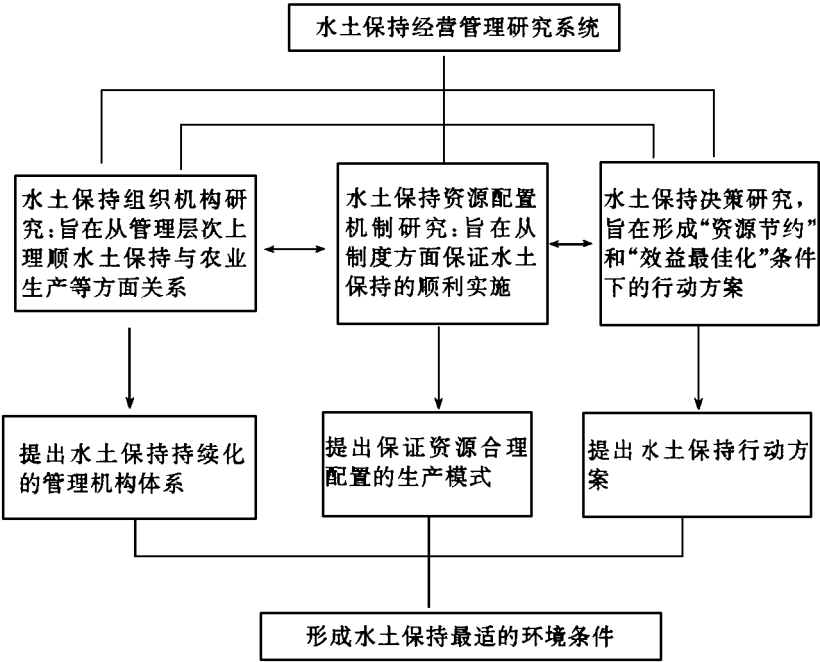 水土保持经营管理研究系统
水土保持组织机构研
究:旨在从管理层次上
理顺水土保持与农业
生产等方面关系
水土保持资源配置
机制研究:旨在从
制度方面保证水土
保持的顺利实施
水土保持决策研究，
旨在形成“资源节约”
和“效益最佳化”条件
下的行动方案
提出水土保持持续化
的管理机构体系
提出保证资源合理
配置的生产模式
提出水土保持行动方
案
形成水土保持最适的环境条件